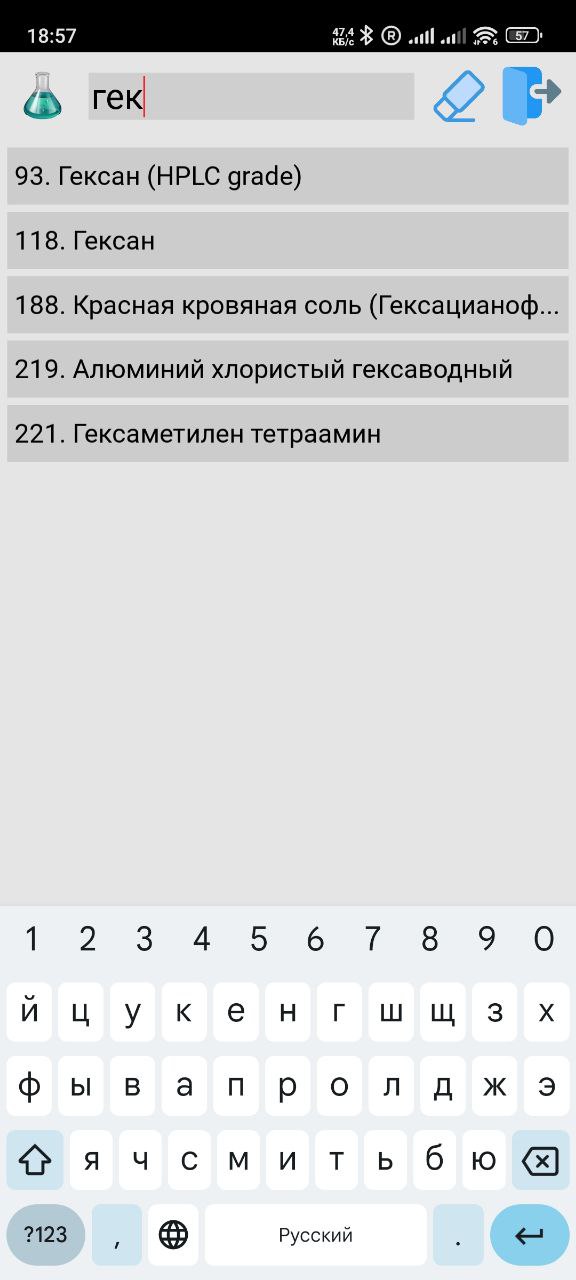 18:57
47,4
КБ/с
R
6
57
гек
93. Гексан (HPLC grade)
118. Гексан
188. Красная кровяная соль (Гексацианоф...
219. Алюминий хлористый гексаводный
221. Гексаметилен тетраамин
1 2 3 4 5 6 7 8 9 0
й ц у к е н г ш щ з х
ф ы в а п р о л д ж э
я ч с м и т ь б ю
?123 , Русский .